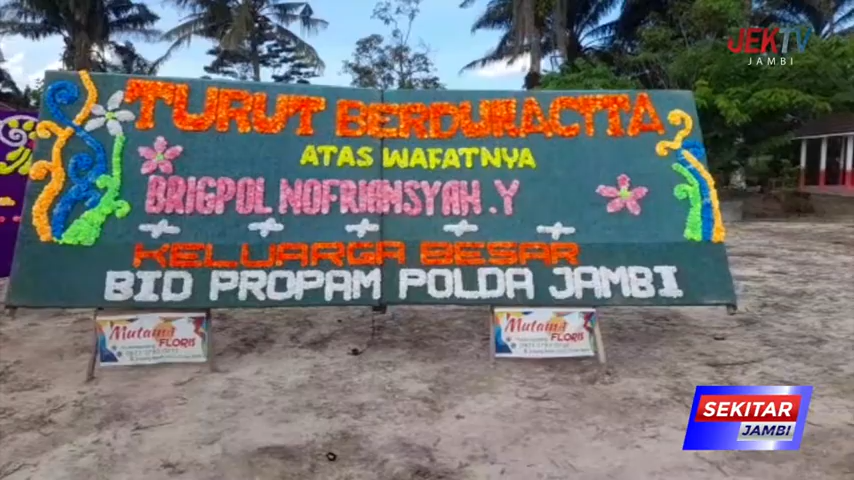 JEKTV
JAMBI
TURUT BERDUKACITA
ATAS WAFATNYA
BRIGPOL NOFRIANSYAH.Y
KELUARGA BESAR
BID PROPAM POLDA JAMBI
Mutiara
FLORIS
FLORIS
SEKITAR
JAMBI